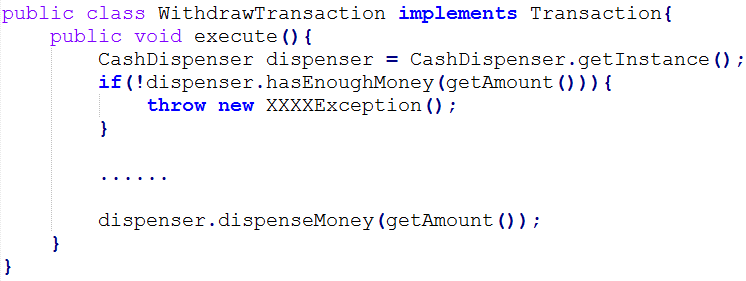 public class WithdrawTransaction implements Transaction{
public void execute(){
CashDispenser dispenser = CashDispenser.getInstance();
if(!dispenser.hasEnoughMoney(getAmount())){
throw new XXXXException();
}
......
dispenser.dispenseMoney(getAmount());
}
}